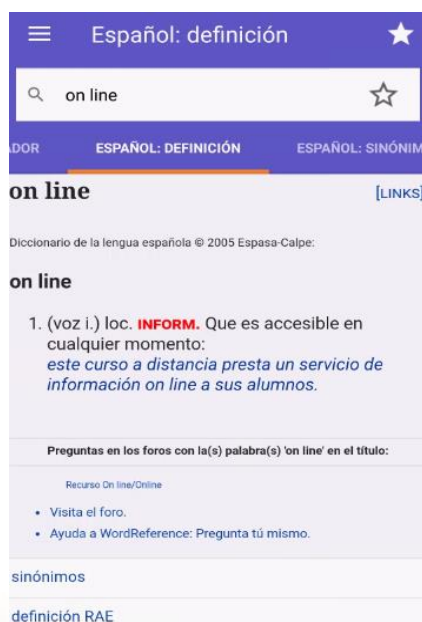 Español: definición
on line
ADOR ESPAÑOL: DEFINICIÓN ESPAÑOL: SINÓNIM
on line [LINKS]
Diccionario de la lengua española © 2005 Espasa-Calpe:
on line
1. (voz i.) loc. INFORM. Que es accesible en
cualquier momento:
este curso a distancia presta un servicio de
información on line a sus alumnos.
Preguntas en los foros con la(s) palabra(s) 'on line' en el título:
Recurso On line/Online
• Visita el foro.
• Ayuda a WordReference: Pregunta tú mismo.
sinónimos
definición RAE